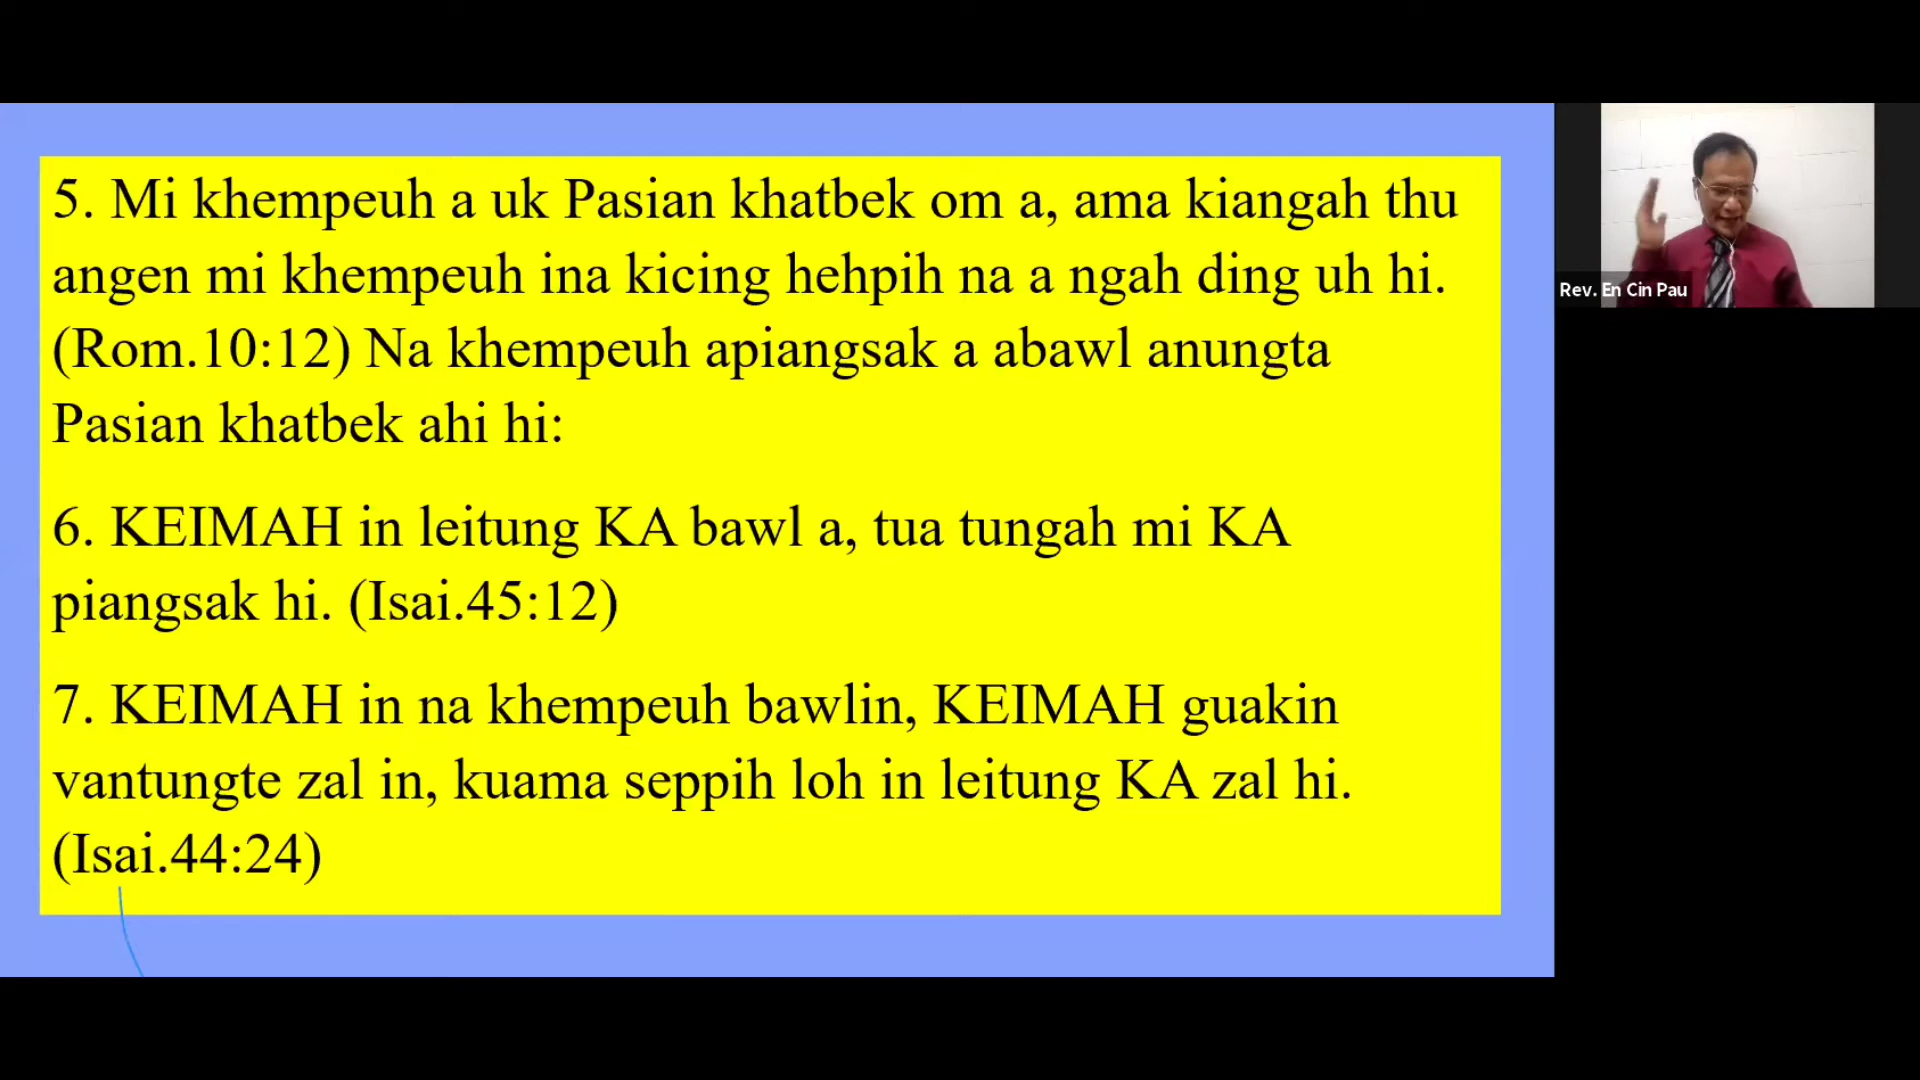 5. Mi khempeuh a uk Pasian khatbek om a, ama kiangah thu
angen mi khempeuh ina kicing hehpih na a ngah ding uh hi.
(Rom.10:12) Na khempeuh apiangsak a abawl anungta
Pasian khatbek ahi hi:
6. KEIMAH in leitung KA bawl a, tua tungah mi KA
piangsak hi. (Isai.45:12)
7. KEIMAH in na khempeuh bawlin, KEIMAH guakin
vantungte zal in, kuama seppih loh in leitung KA zal hi.
(Isai.44:24)
Rev. En Cin Pau